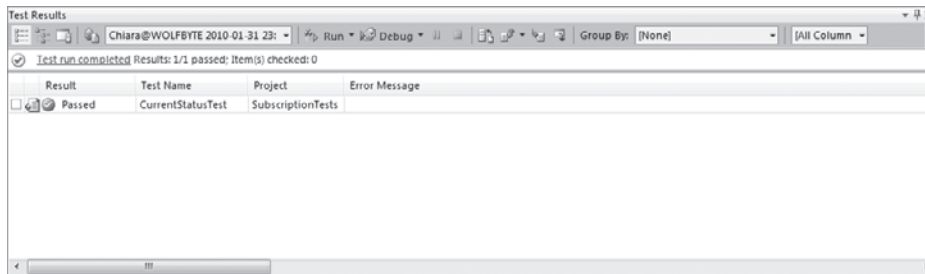 Test Results
Chiara@WOLFBYTE 2010-01-31 23: Run Debug Group By: [None] [All Column
Test run completed Results: 1/1 passed; Item(s) checked: 0
Result Test Name Project Error Message
Passed CurrentStatusTest SubscriptionTests